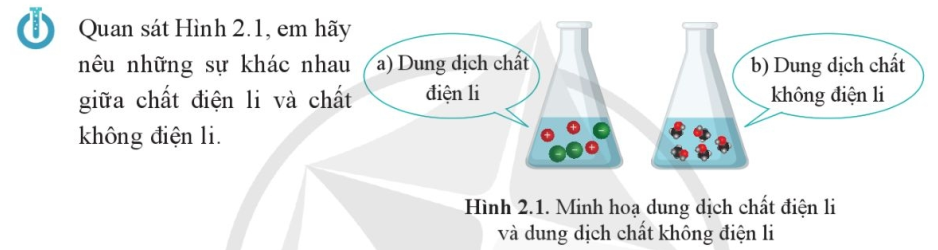 Quan sát Hình 2.1, em hãy
nêu những sự khác nhau
giữa chất điện li và chất
không điện li.
a) Dung dịch chất
điện li
+
+
+
−
−
−
b) Dung dịch chất
không điện li
Hình 2.1. Minh hoạ dung dịch chất điện li
và dung dịch chất không điện li